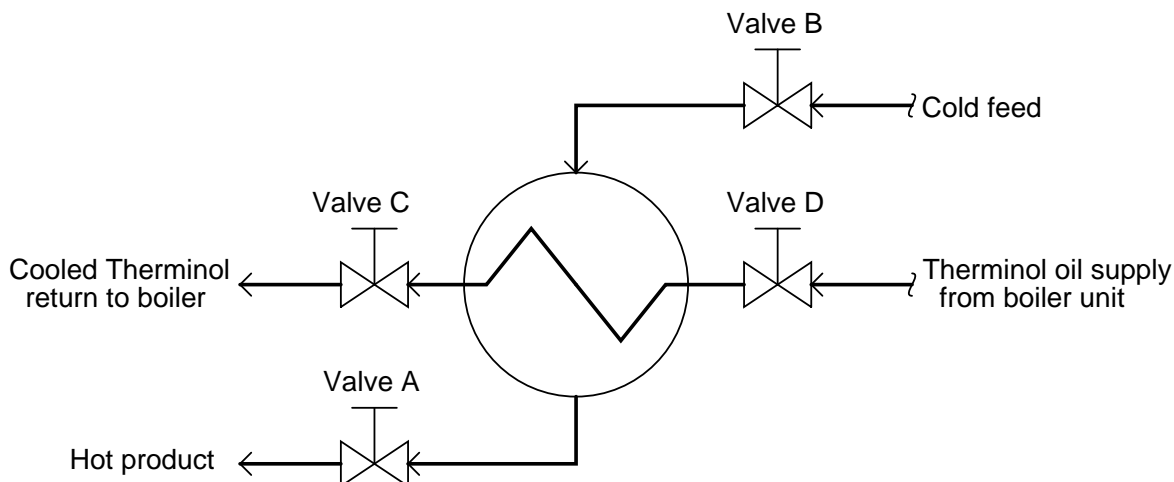 Valve B
Cold feed
Valve C
Valve D
Cooled Therminol
return to boiler
Therminol oil supply
from boiler unit
Valve A
Hot product